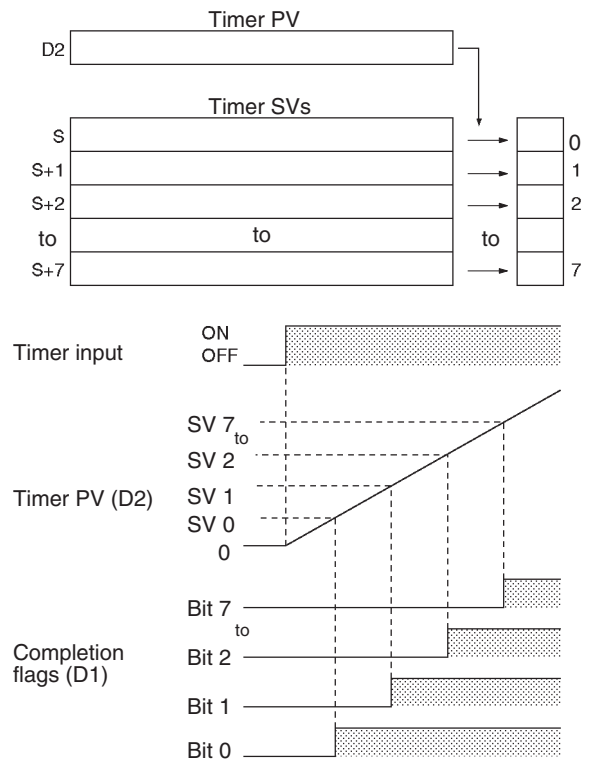 Timer PV
D2
Timer SVs
S
0
S+1
1
S+2
2
to to to
S+7
7
Timer input
ON
OFF
SV 7
to
SV 2
Timer PV (D2)
SV 1
SV 0
0
Bit 7
to
Completion
flags (D1)
Bit 2
Bit 1
Bit 0